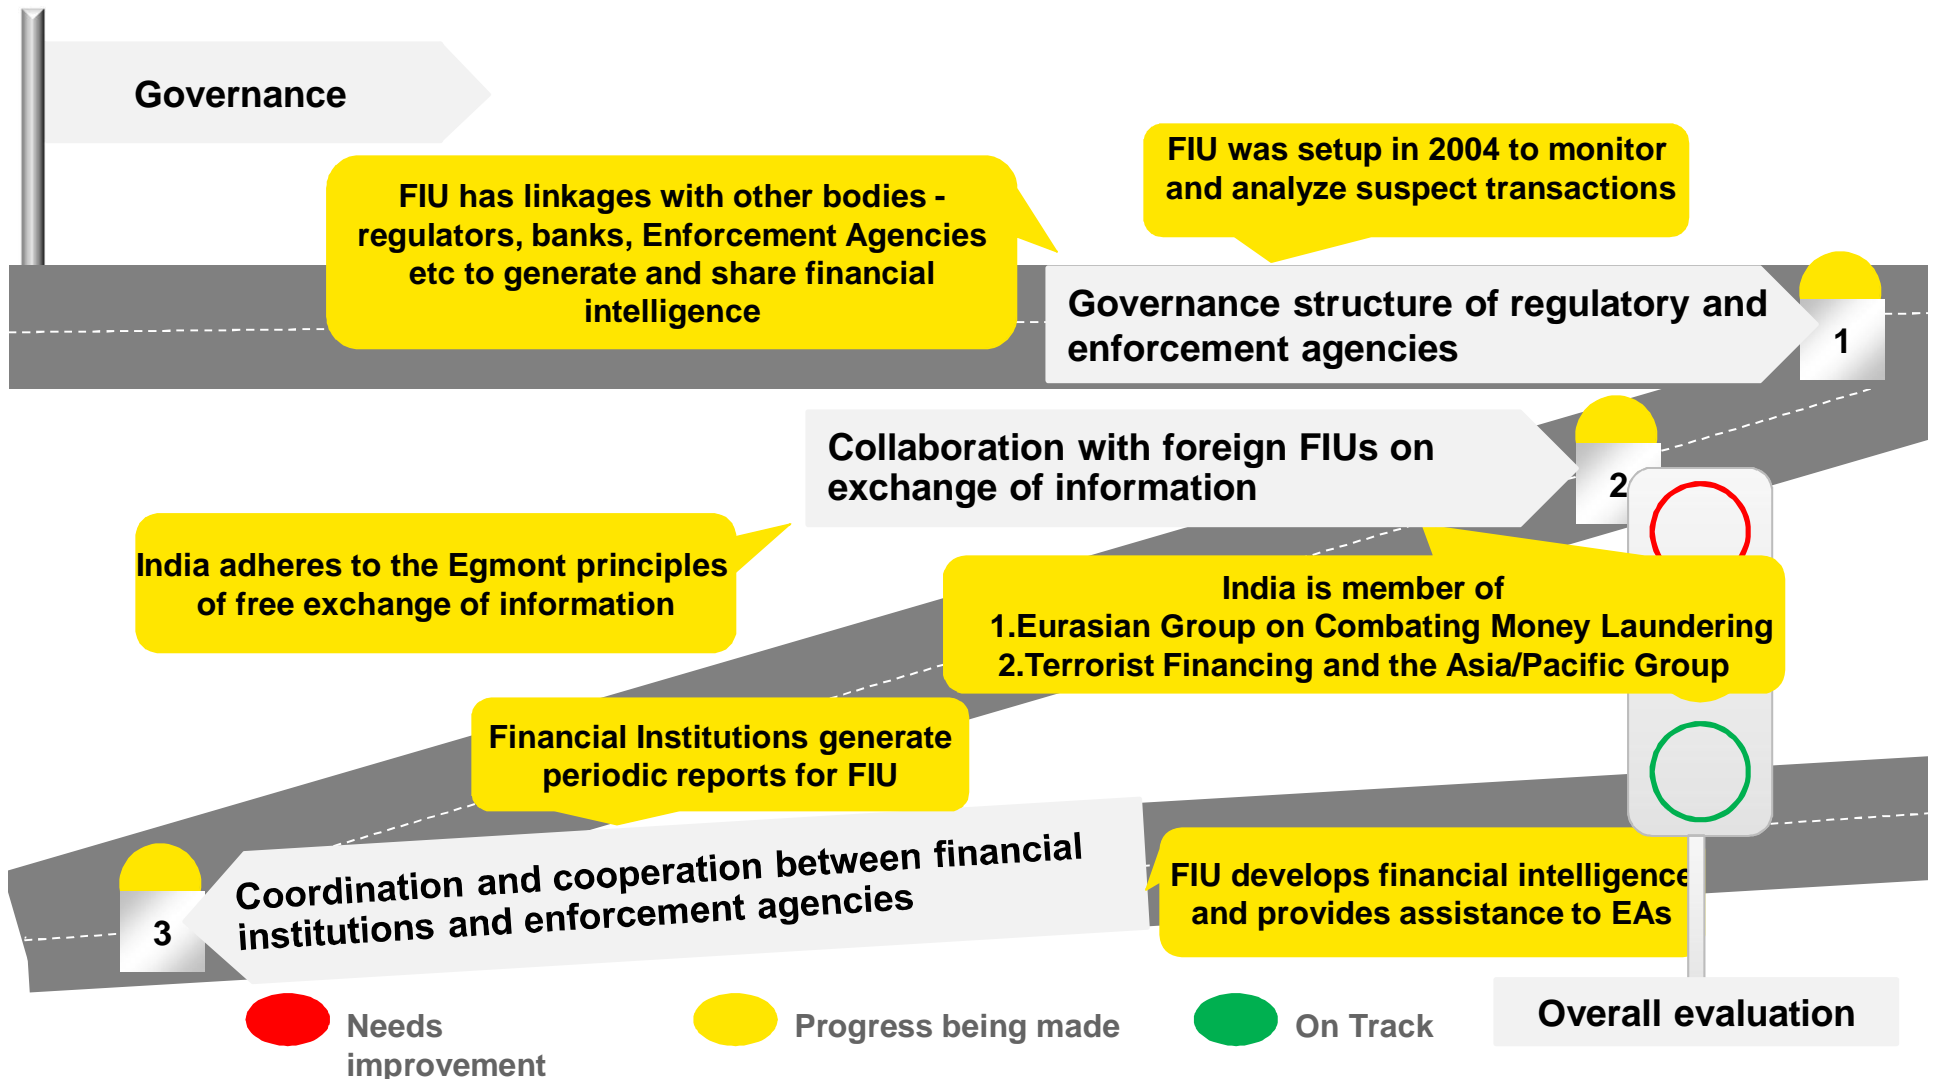 Governance
FIU was setup in 2004 to monitor
and analyze suspect transactions
FIU has linkages with other bodies -
regulators, banks, Enforcement Agencies
etc to generate and share financial
intelligence
Governance structure of regulatory and
enforcement agencies
1
Collaboration with foreign FIUs on
exchange of information
2
India adheres to the Egmont principles
of free exchange of information
India is member of
1.Eurasian Group on Combating Money Laundering
2.Terrorist Financing and the Asia/Pacific Group
Financial Institutions generate
periodic reports for FIU
Coordination and cooperation between financial
institutions and enforcement agencies
3
FIU develops financial intelligence
and provides assistance to EAs
Needs
improvement
Progress being made
On Track
Overall evaluation